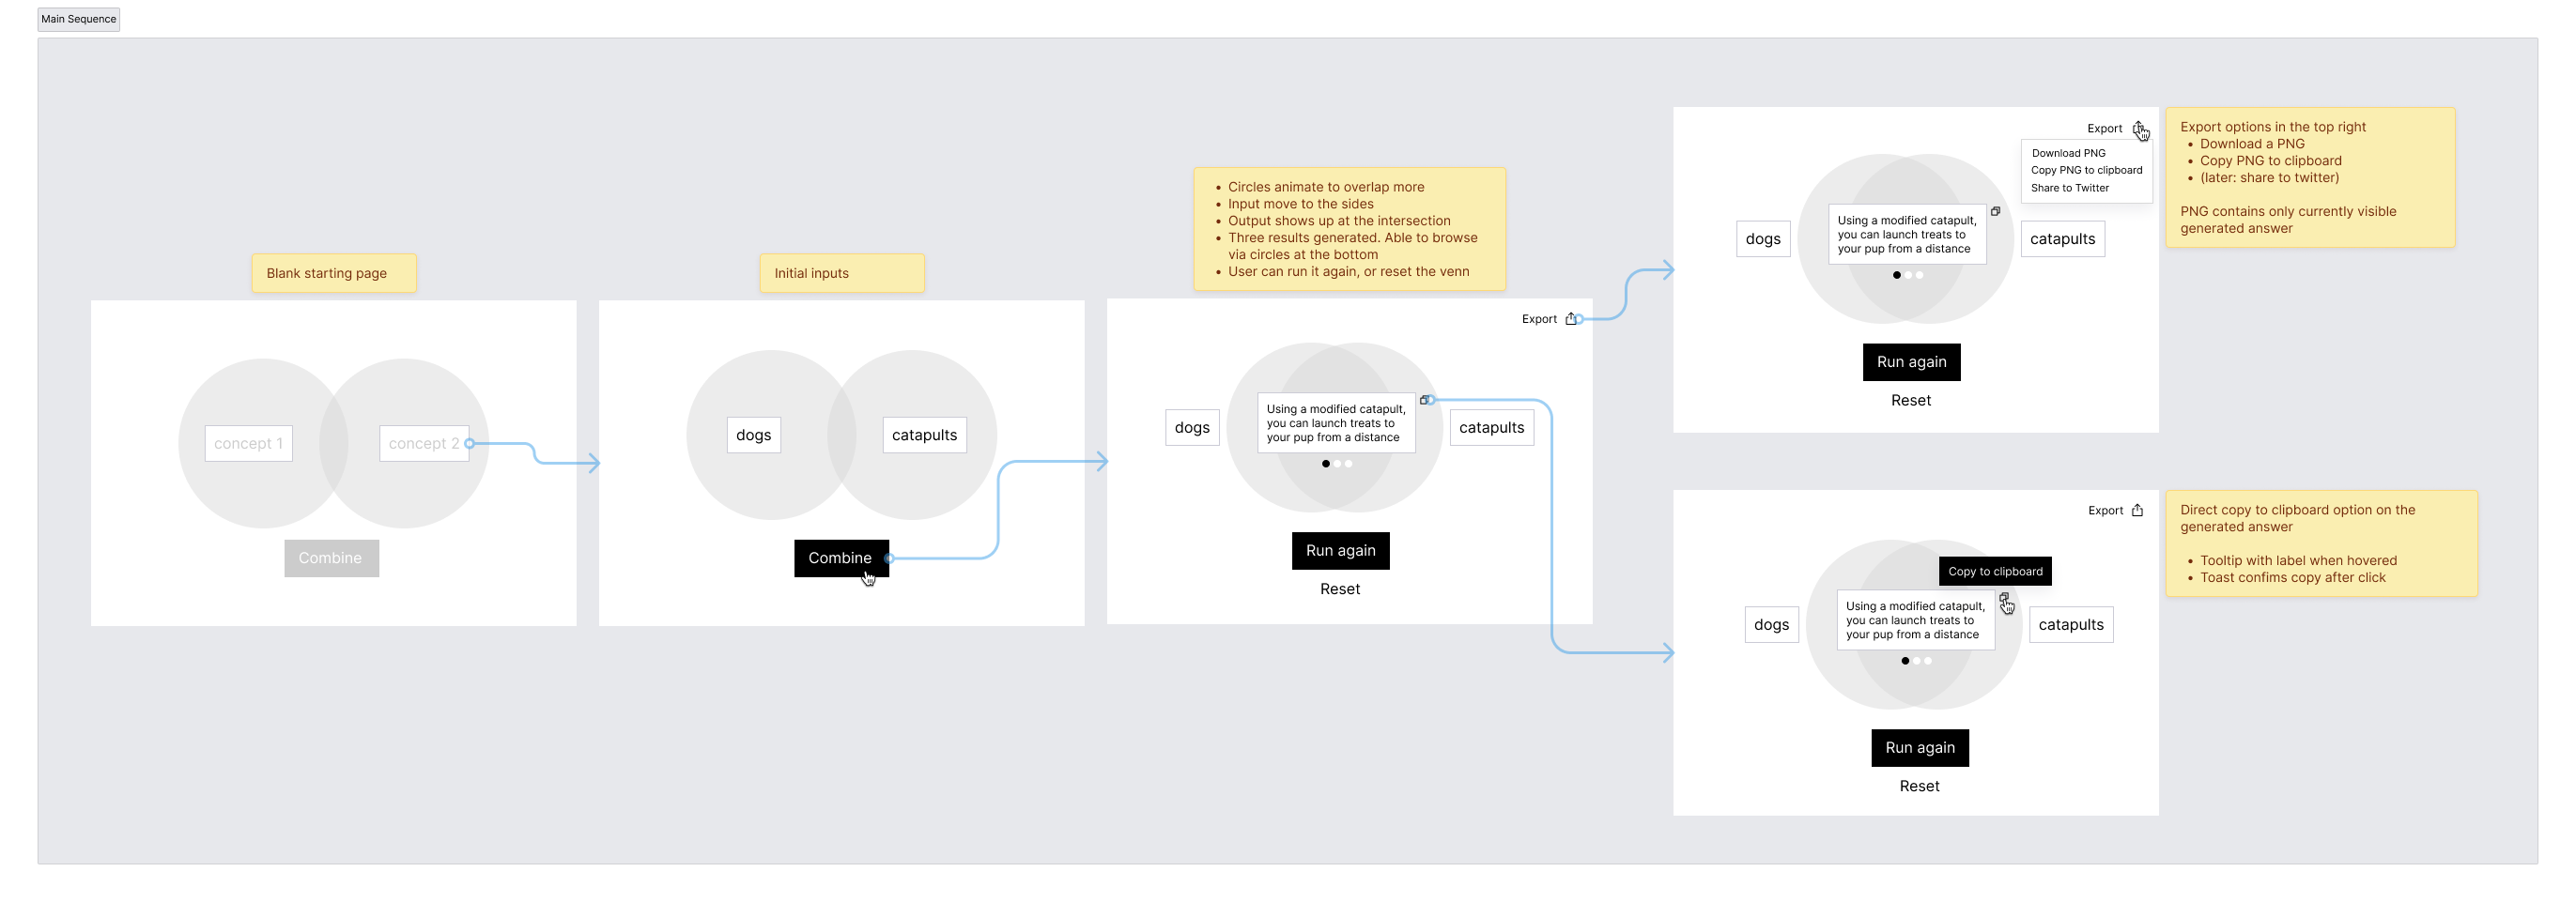 Main Sequence
Blank starting page
concept 1
concept 2
Combine
Initial inputs
dogs
catapults
Combine
• Circles animate to overlap more
• Input move to the sides
• Output shows up at the intersection
• Three results generated. Able to browse
via circles at the bottom
• User can run it again, or reset the venn
Export
dogs
Using a modified catapult,
you can launch treats to
your pup from a distance
catapults
Run again
Reset
Export
Download PNG
Copy PNG to clipboard
Share to Twitter
dogs
Using a modified catapult,
you can launch treats to
your pup from a distance
catapults
Run again
Reset
Export options in the top right
• Download a PNG
• Copy PNG to clipboard
• (later: share to twitter)
PNG contains only currently visible
generated answer
Export
Copy to clipboard
dogs
Using a modified catapult,
you can launch treats to
your pup from a distance
catapults
Run again
Reset
Direct copy to clipboard option on the
generated answer
• Tooltip with label when hovered
• Toast confims copy after click